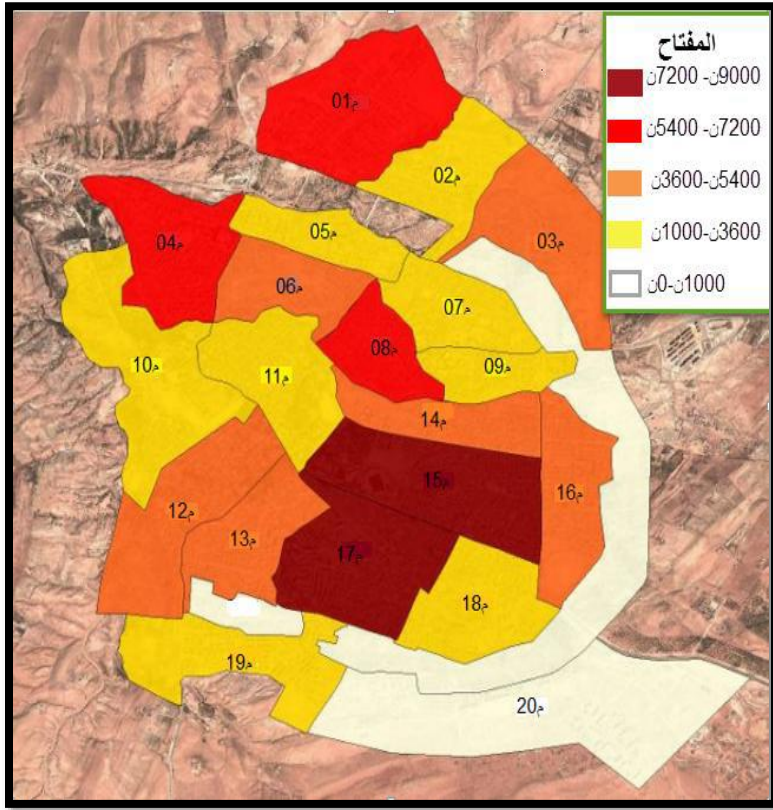 المفتاح
7200ن- 9000ن
5400ن- 7200ن
3600ن-5400ن
1000ن-3600ن
0ن-1000ن
م01
م02
م03
م04
م05
م06
م07
م08
م09
م10
م11
م12
م13
م14
م15
م16
م17
م18
م19
م20